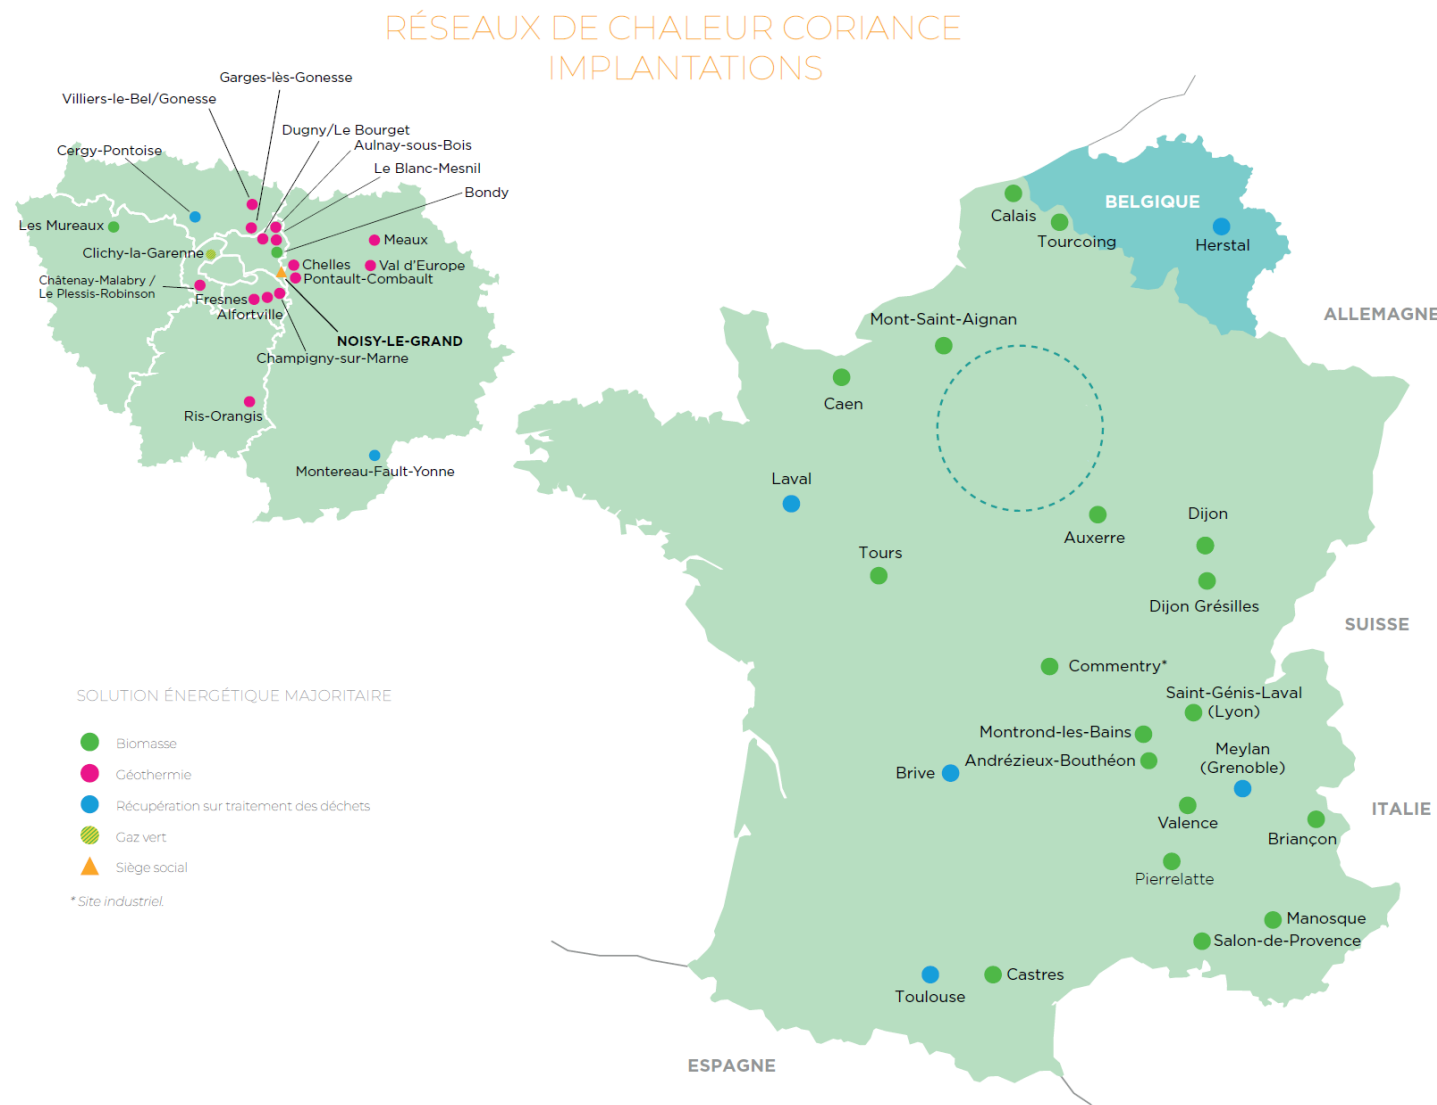 RÉSEAUX DE CHALEUR CORIANCE
IMPLANTATIONS
Garges-lès-Gonesse
Villiers-le-Bel/Gonesse
Dugny/Le Bourget
Aulnay-sous-Bois
Cergy-Pontoise
Le Blanc-Mesnil
Bondy
Les Mureaux
Meaux
Clichy-la-Garenne
Chelles
Val d'Europe
Pontault-Combault
Châtenay-Malabry /
Le Plessis-Robinson
Fresnes
Alfortville
NOISY-LE-GRAND
Champigny-sur-Marne
Ris-Orangis
Montereau-Fault-Yonne
BELGIQUE
Calais
Tourcoing
Herstal
ALLEMAGNE
Mont-Saint-Aignan
Caen
Laval
Auxerre
Dijon
Tours
Dijon Grésilles
SUISSE
Commentry*
Saint-Génis-Laval
(Lyon)
Montrond-les-Bains
Meylan
(Grenoble)
Andrézieux-Bouthéon
Brive
ITALIE
Valence
Briançon
Pierrelatte
Manosque
Salon-de-Provence
Castres
Toulouse
ESPAGNE
SOLUTION ÉNERGÉTIQUE MAJORITAIRE
Biomasse
Géothermie
Récupération sur traitement des déchets
Gaz vert
Siège social
* Site industriel.